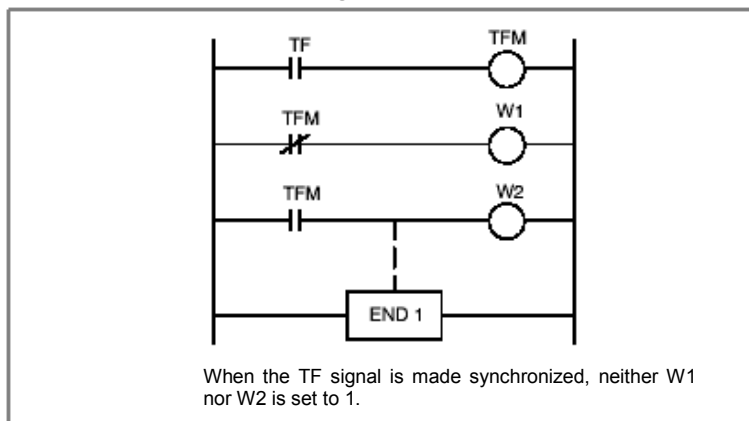 TF TFM
TFM W1
TFM W2
END 1
When the TF signal is made synchronized, neither W1
nor W2 is set to 1.